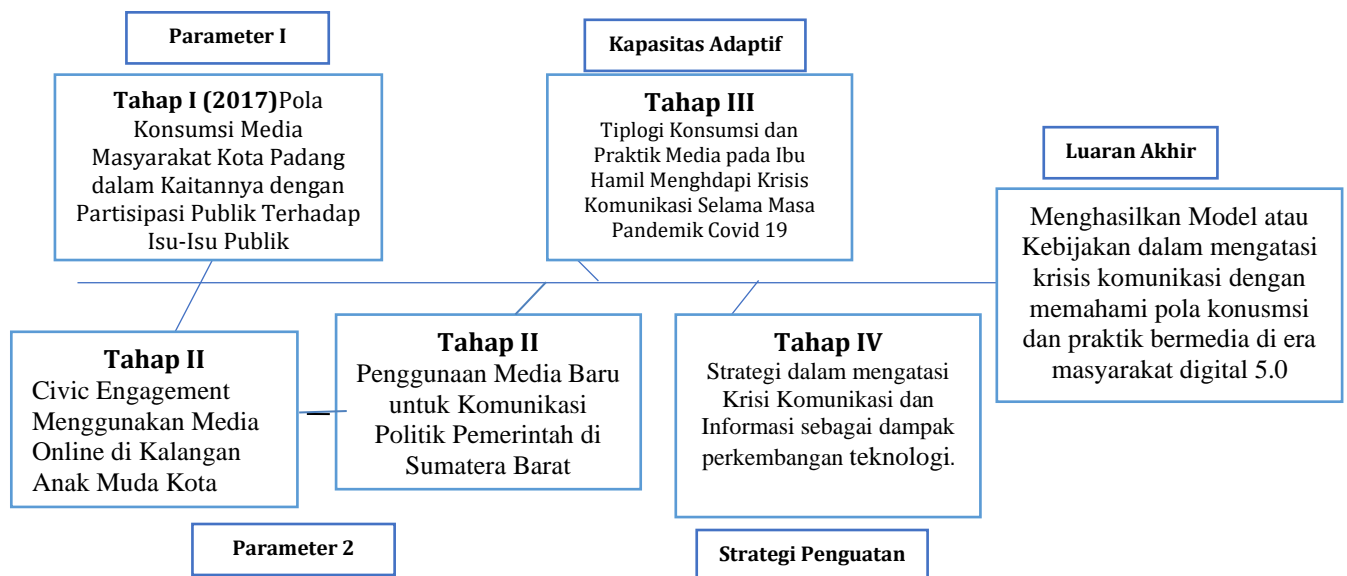 Parameter I
Tahap I (2017)Pola
Konsumsi Media
Masyarakat Kota Padang
dalam Kaitannya dengan
Partisipasi Publik Terhadap
Isu-Isu Publik
Kapasitas Adaptif
Tahap III
Tiplogi Konsumsi dan
Praktik Media pada Ibu
Hamil Menghdapi Krisis
Komunikasi Selama Masa
Pandemik Covid 19
Luaran Akhir
Menghasilkan Model atau
Kebijakan dalam mengatasi
krisis komunikasi dengan
memahami pola konusmsi
dan praktik bermedia di era
masyarakat digital 5.0
Tahap II
Civic Engagement
Menggunakan Media
Online di Kalangan
Anak Muda Kota
Tahap II
Penggunaan Media Baru
untuk Komunikasi
Politik Pemerintah di
Sumatera Barat
Tahap IV
Strategi dalam mengatasi
Krisi Komunikasi dan
Informasi sebagai dampak
perkembangan teknologi.
Parameter 2
Strategi Penguatan